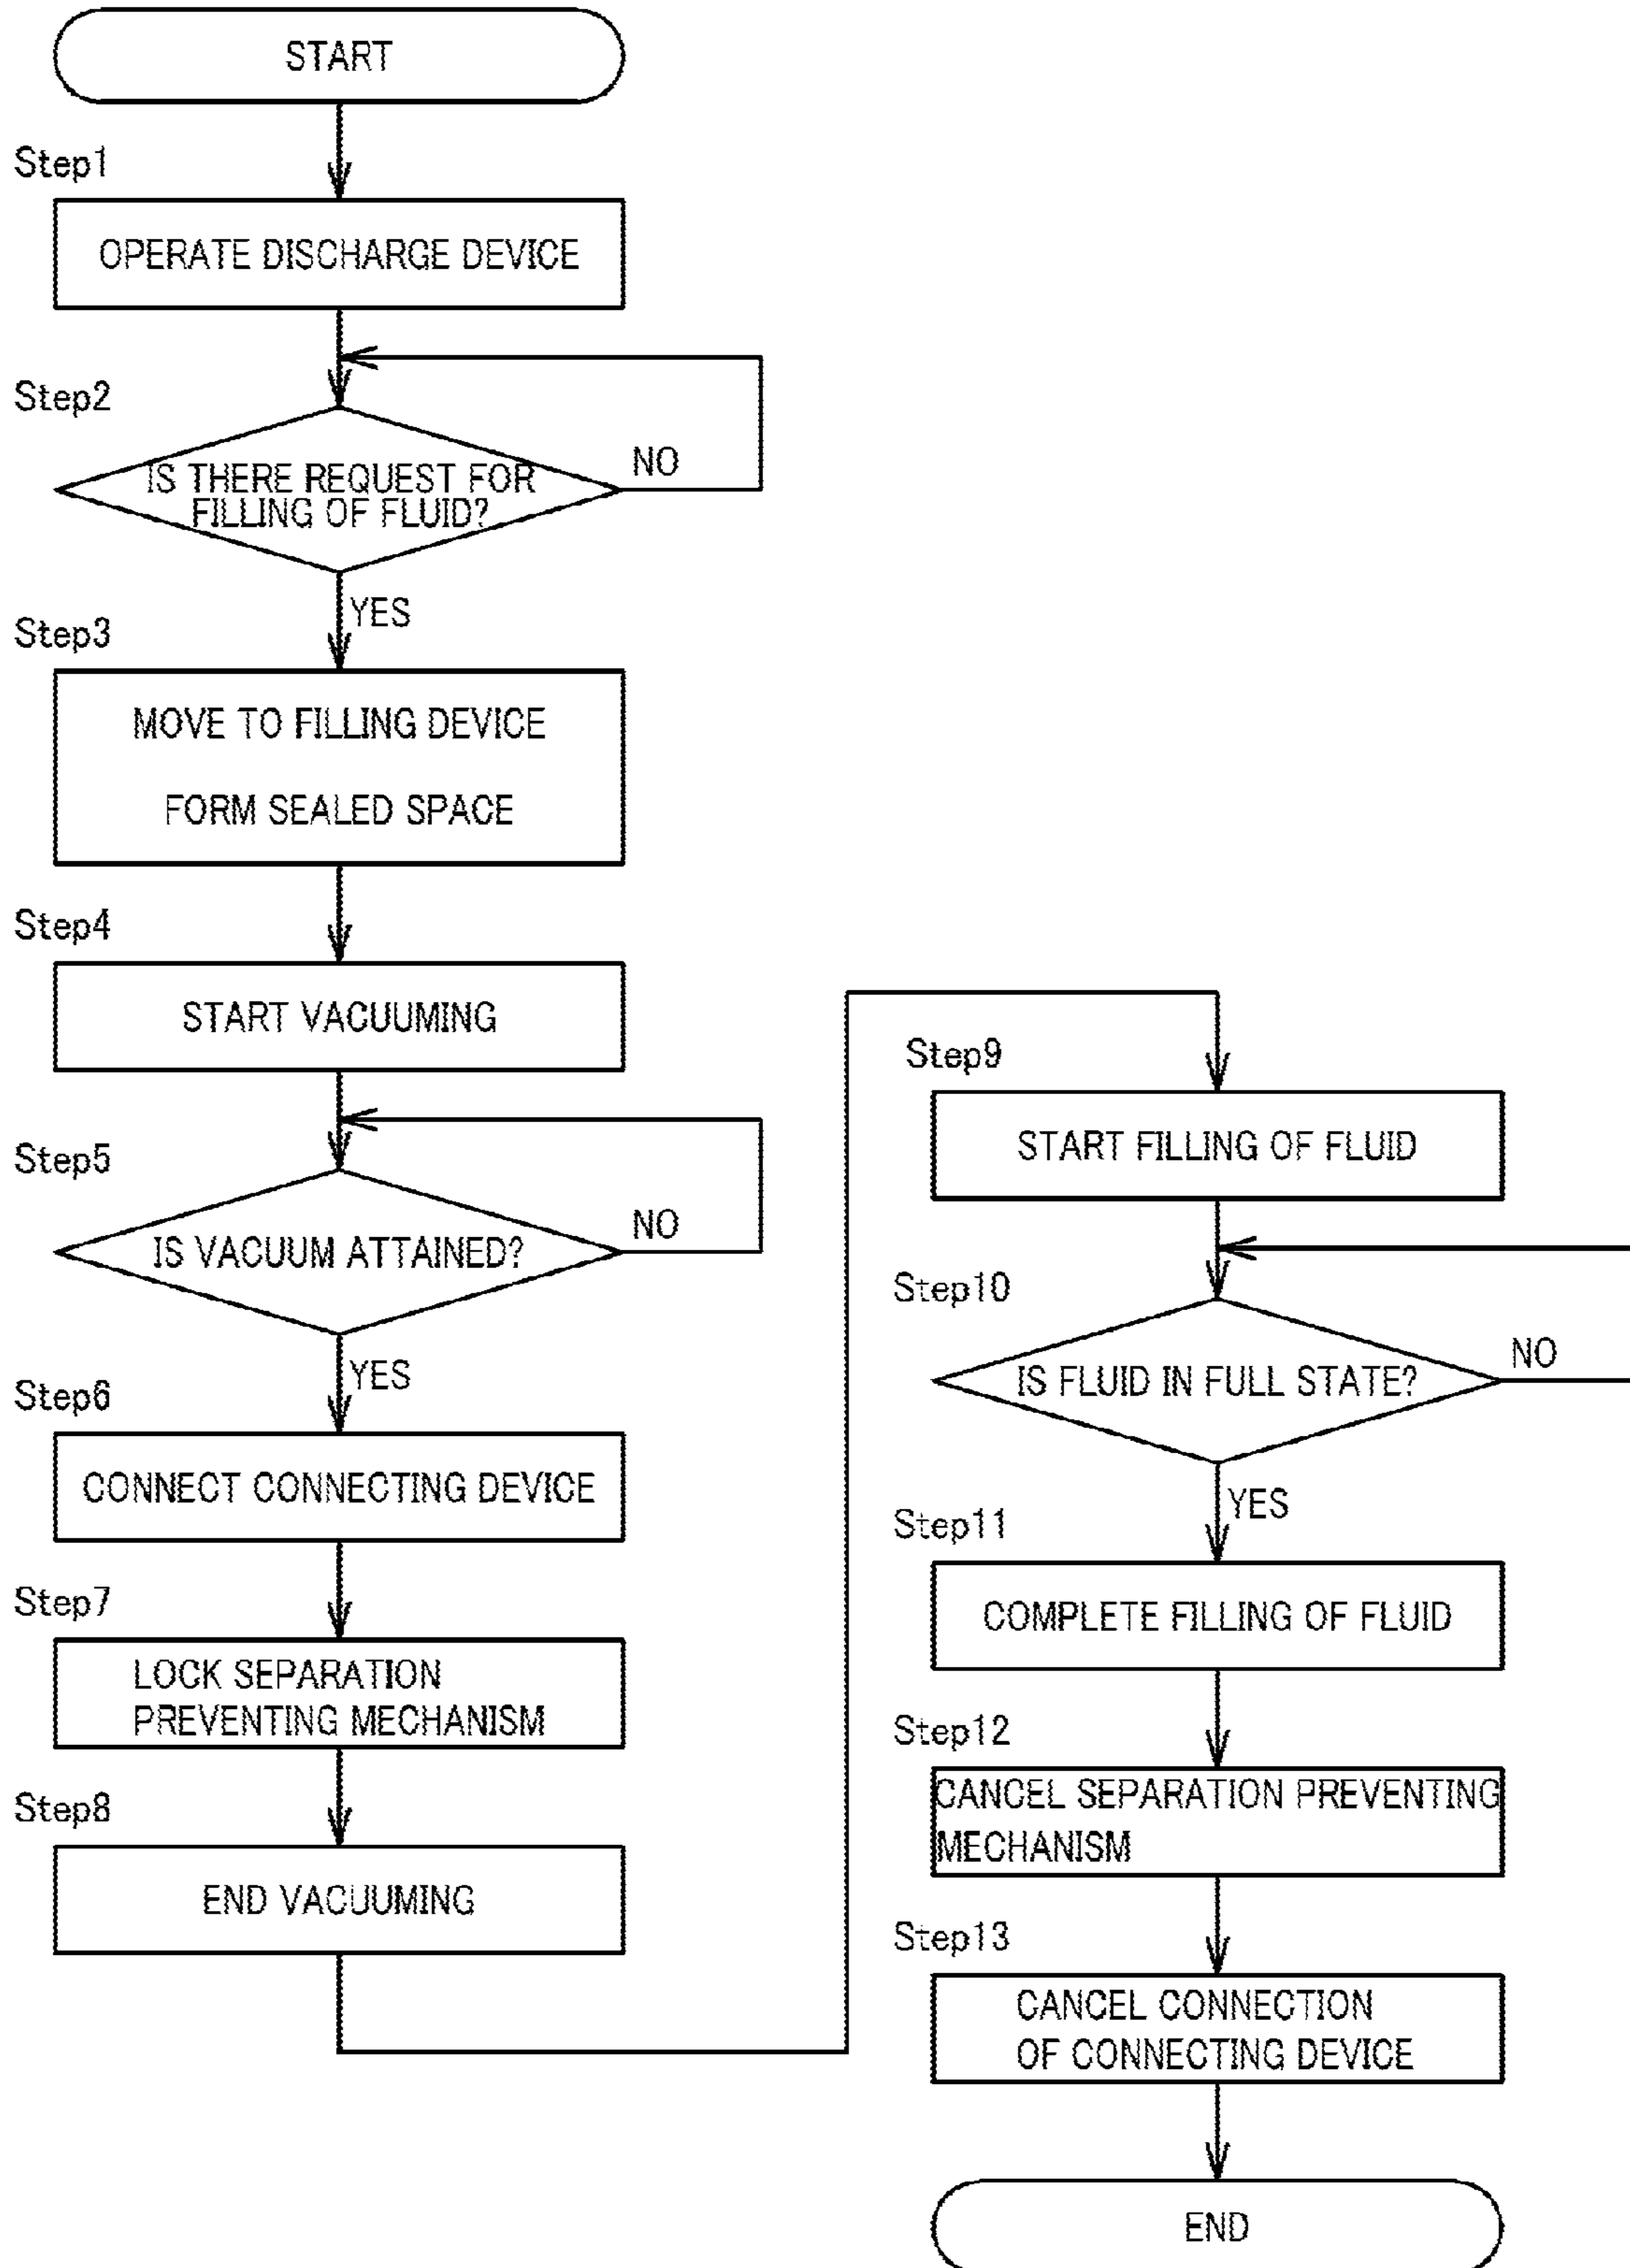 START
Step1
OPERATE DISCHARGE DEVICE
Step2
IS THERE REQUEST FOR
FILLING OF FLUID?
NO
YES
Step3
MOVE TO FILLING DEVICE
FORM SEALED SPACE
Step4
START VACUUMING
Step5
IS VACUUM ATTAINED?
NO
YES
Step6
CONNECT CONNECTING DEVICE
Step7
LOCK SEPARATION
PREVENTING MECHANISM
Step8
END VACUUMING
Step9
START FILLING OF FLUID
Step10
IS FLUID IN FULL STATE?
NO
YES
Step11
COMPLETE FILLING OF FLUID
Step12
CANCEL SEPARATION PREVENTING
MECHANISM
Step13
CANCEL CONNECTION
OF CONNECTING DEVICE
END